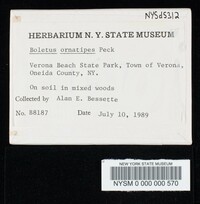 NYSd5312
HERBARIUM N. Y. STATE MUSEUM
Boletus ornatipes Peck
Verona Beach State Park, Town of Verona,
Oneida County, NY.
On soil in mixed woods
Collected by Alan E. Bessette
No. 88187 Date July 10, 1989
NEW YORK STATE MUSEUM
NYSM 0 000 000 570